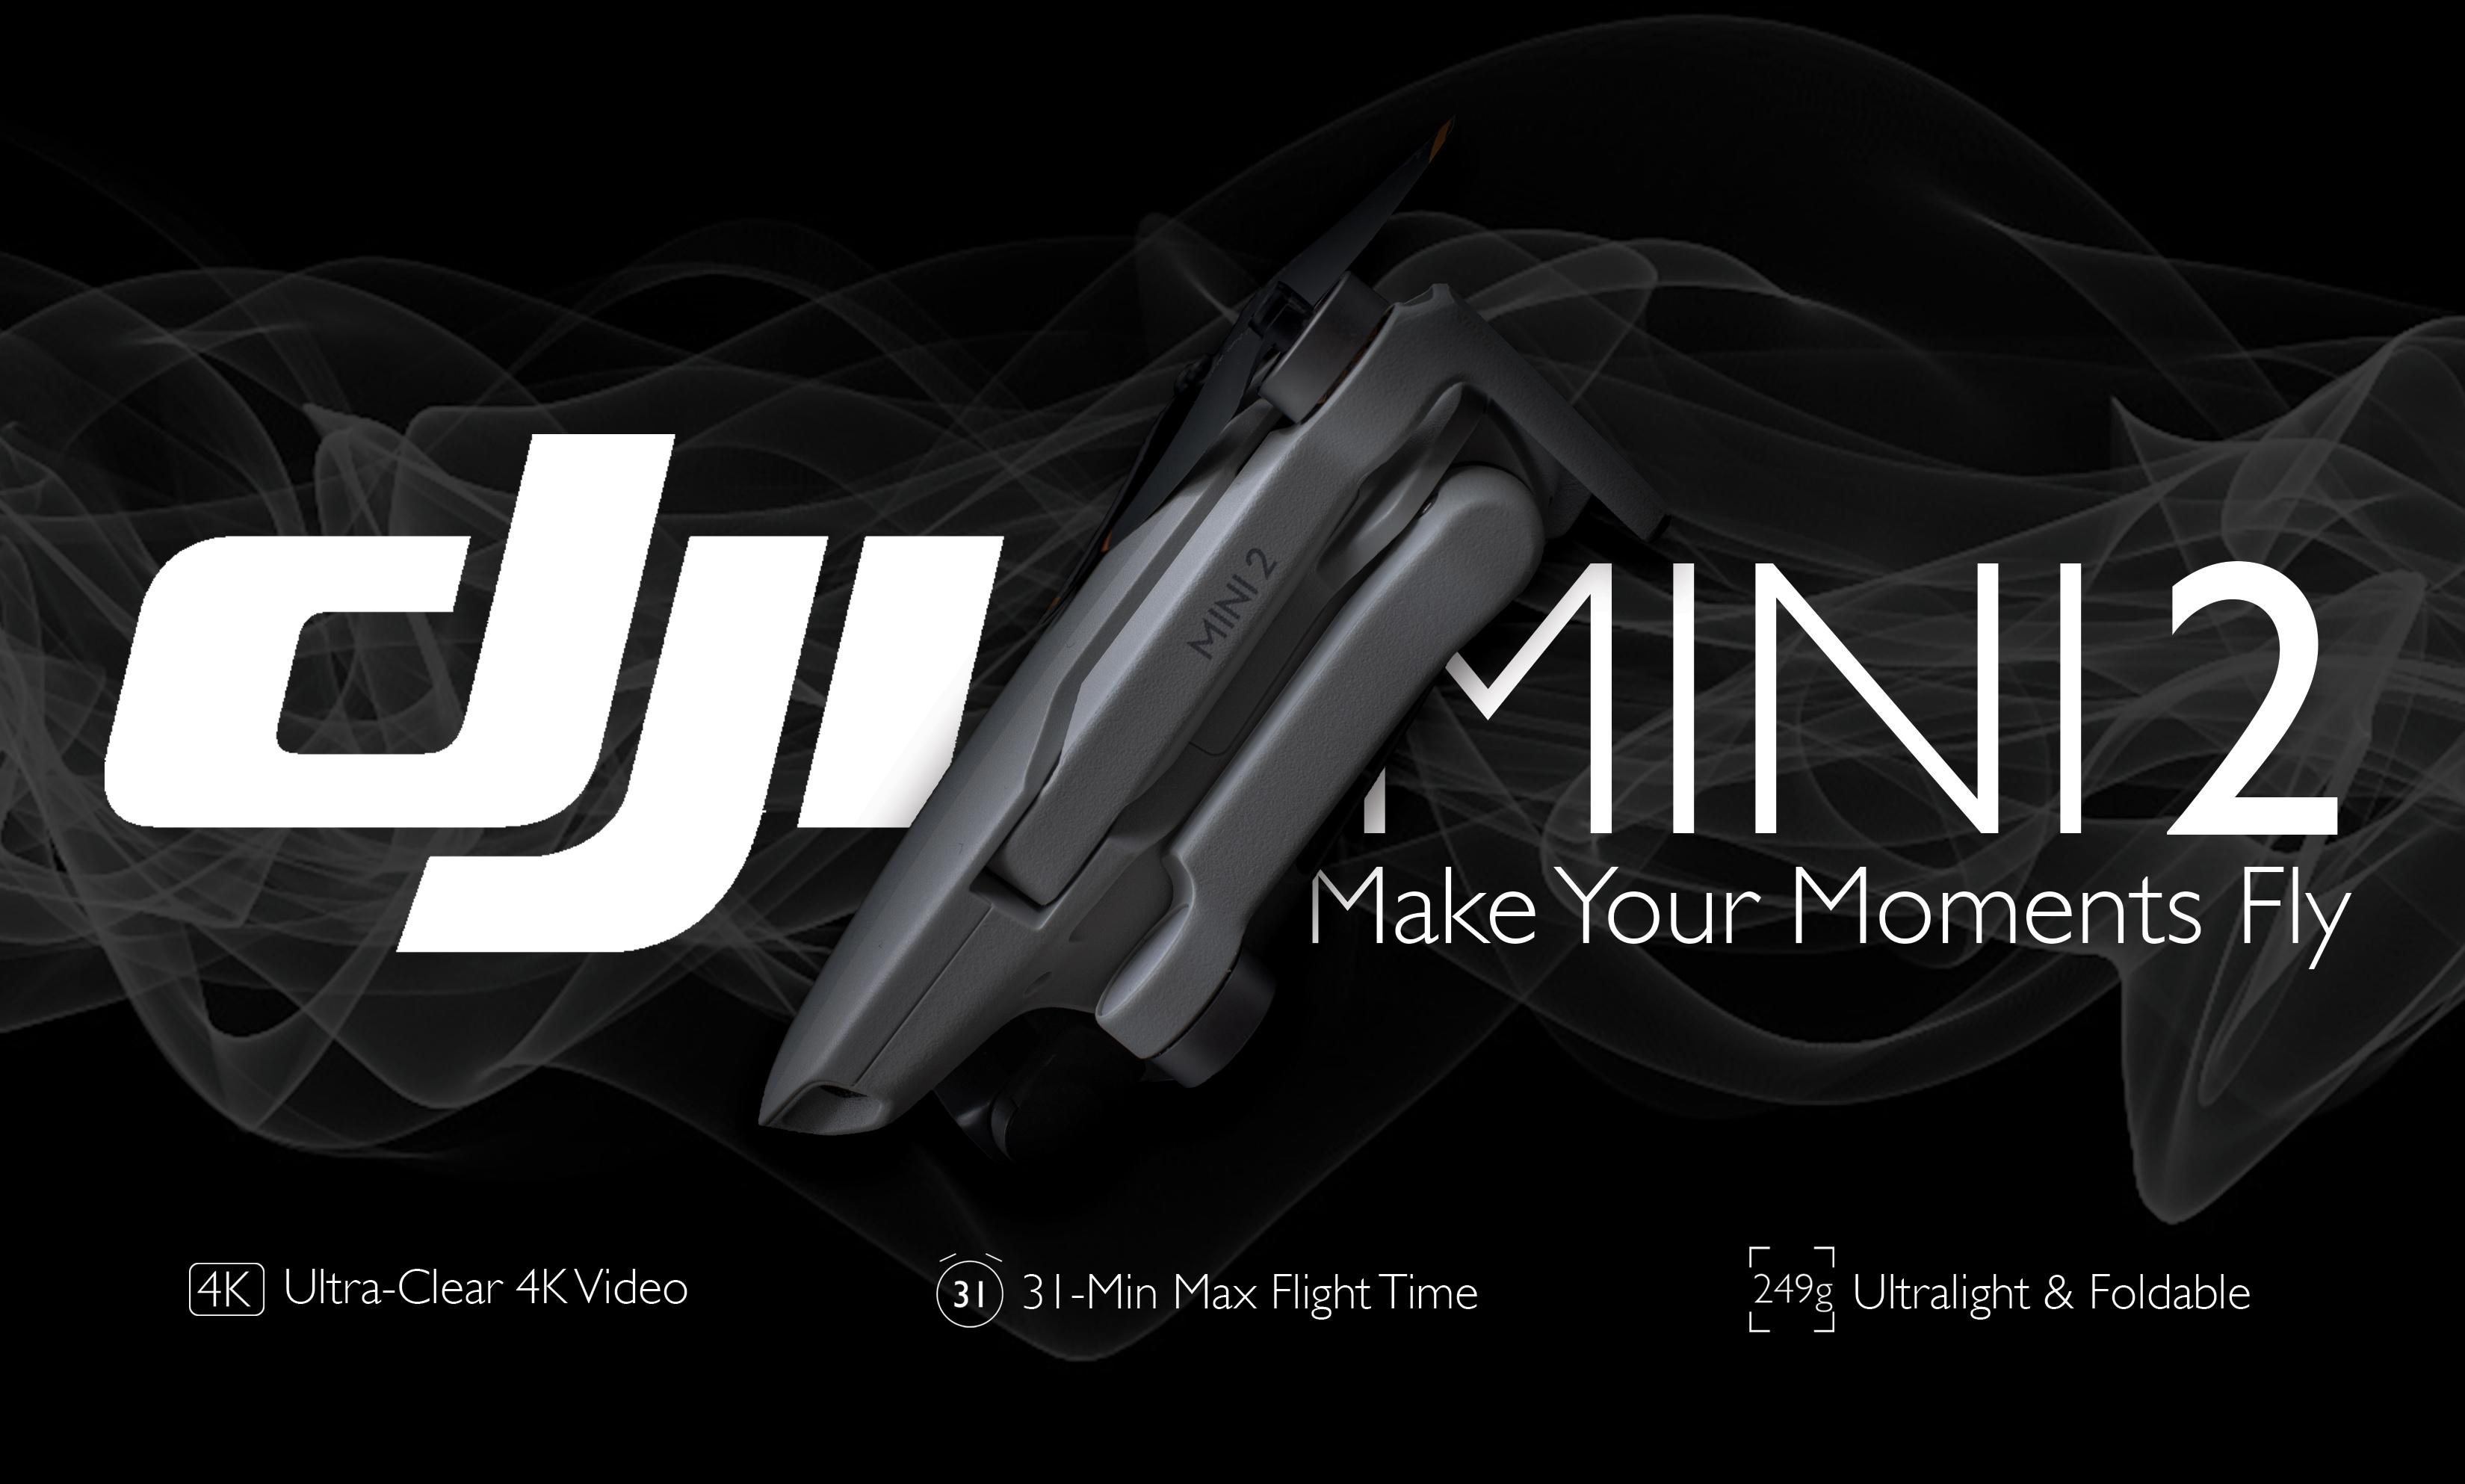 dji
MINI 2
MINI 2
Make Your Moments Fly
4K Ultra-Clear 4K Video
31 31-Min Max Flight Time
249g Ultralight & Foldable